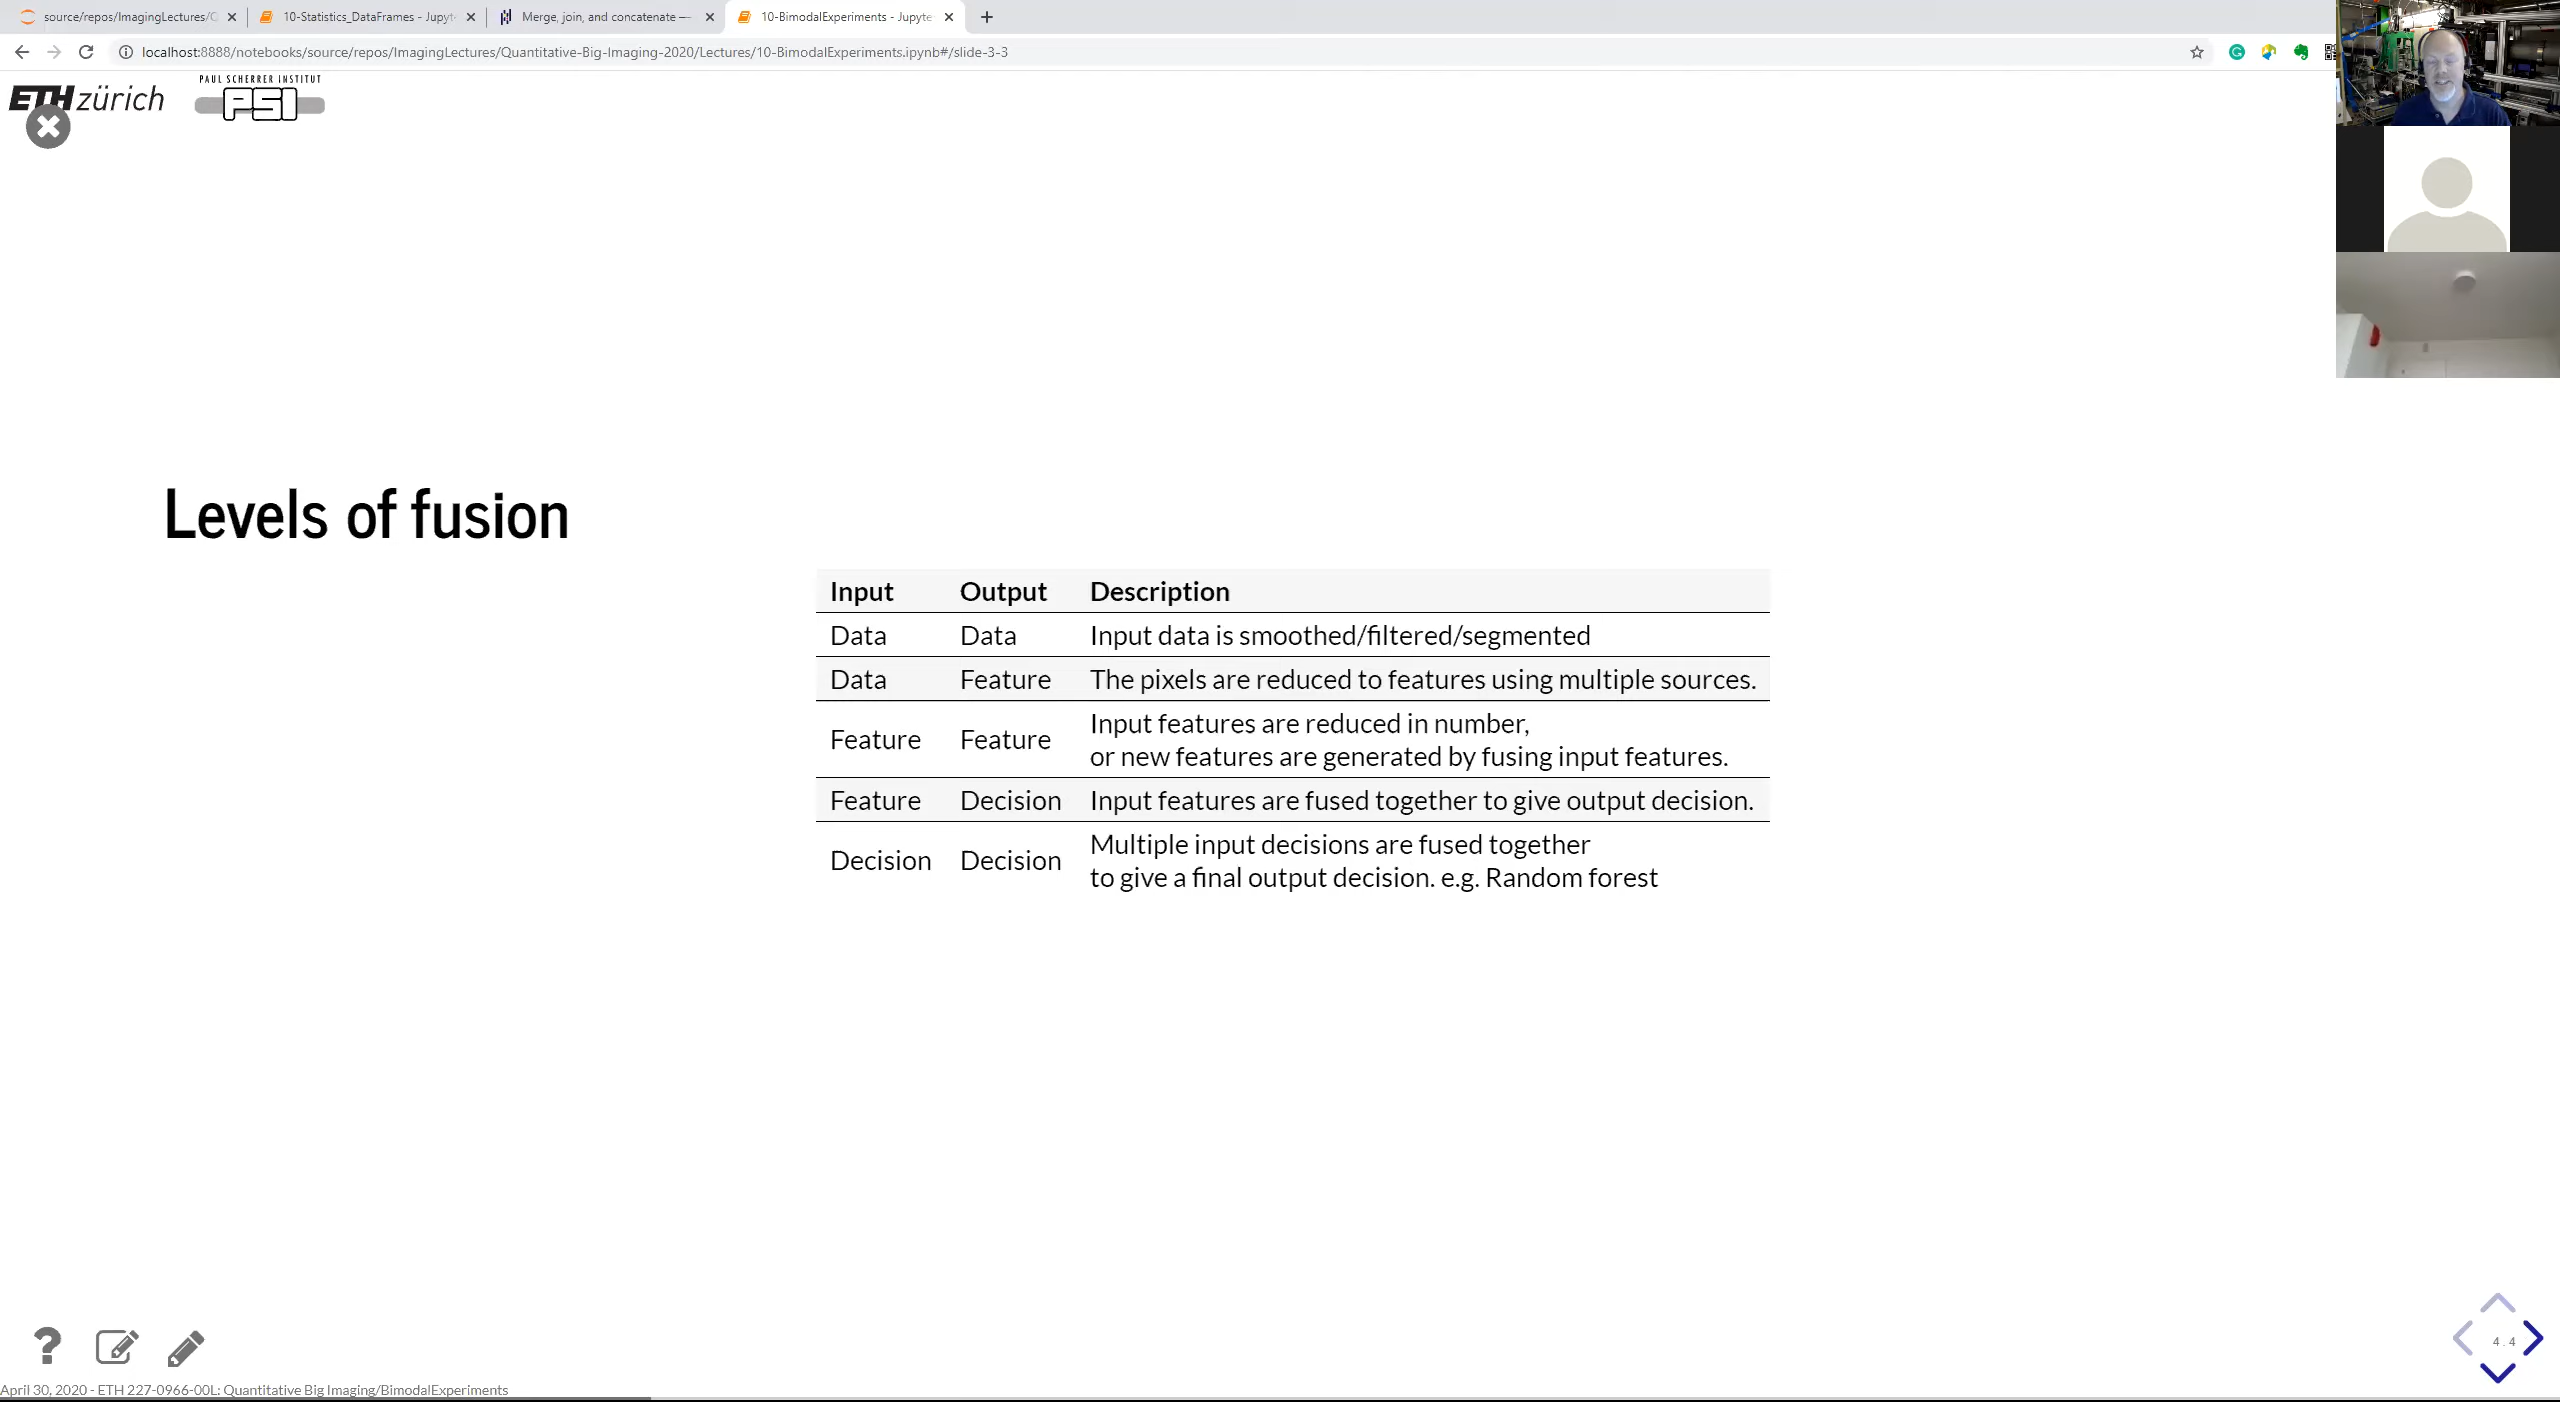 source/repos/ImagingLectures/Q
10-Statistics_DataFrames - Jupyt
Merge, join, and concatenate —
10-BimodalExperiments - Jupyte
localhost:8888/notebooks/source/repos/ImagingLectures/Quantitative-Big-Imaging-2020/Lectures/10-BimodalExperiments.ipynb#/slide-3-3
ETH zürich
PAUL SCHERRER INSTITUT
PSI
Levels of fusion
Input Output Description
Data Data Input data is smoothed/filtered/segmented
Data Feature The pixels are reduced to features using multiple sources.
Feature Feature Input features are reduced in number,
or new features are generated by fusing input features.
Feature Decision Input features are fused together to give output decision.
Decision Decision Multiple input decisions are fused together
to give a final output decision. e.g. Random forest
4.4
April 30, 2020 - ETH 227-0966-00L: Quantitative Big Imaging/BimodalExperiments